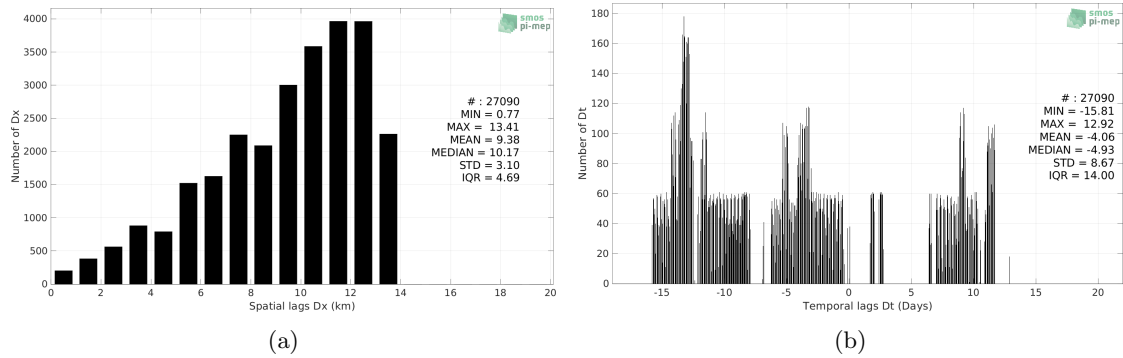 4000
3500
3000
2500
2000
1500
1000
500
0
Number of Dx
smos
pi-mep
# : 27090
MIN = 0.77
MAX = 13.41
MEAN = 9.38
MEDIAN = 10.17
STD = 3.10
IQR = 4.69
0 2 4 6 8 10 12 14 16 18 20
Spatial lags Dx (km)
(a)
180
160
140
120
100
80
60
40
20
0
Number of Dt
smos
pi-mep
# : 27090
MIN = -15.81
MAX = 12.92
MEAN = -4.06
MEDIAN = -4.93
STD = 8.67
IQR = 14.00
-15 -10 -5 0 5 10 15 20
Temporal lags Dt (Days)
(b)